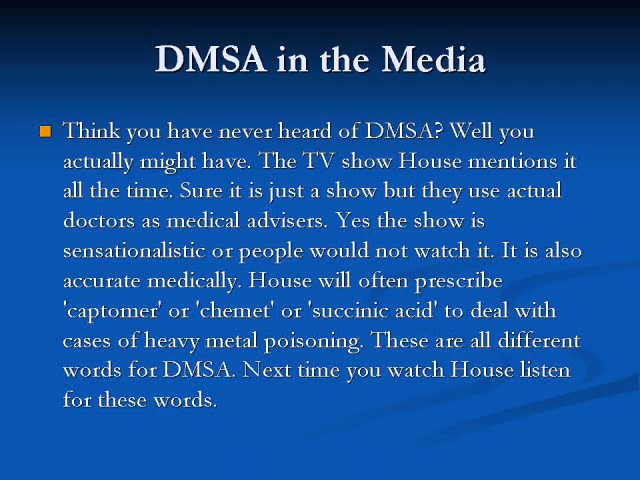 DMSA in the Media
Think you have never heard of DMSA? Well you
actually might have. The TV show House mentions it
all the time. Sure it is just a show but they use actual
doctors as medical advisers. Yes the show is
sensationalistic or people would not watch it. It is also
accurate medically. House will often prescribe
'captomer' or 'chemet' or 'succinic acid' to deal with
cases of heavy metal poisoning. These are all different
words for DMSA. Next time you watch House listen
for these words.